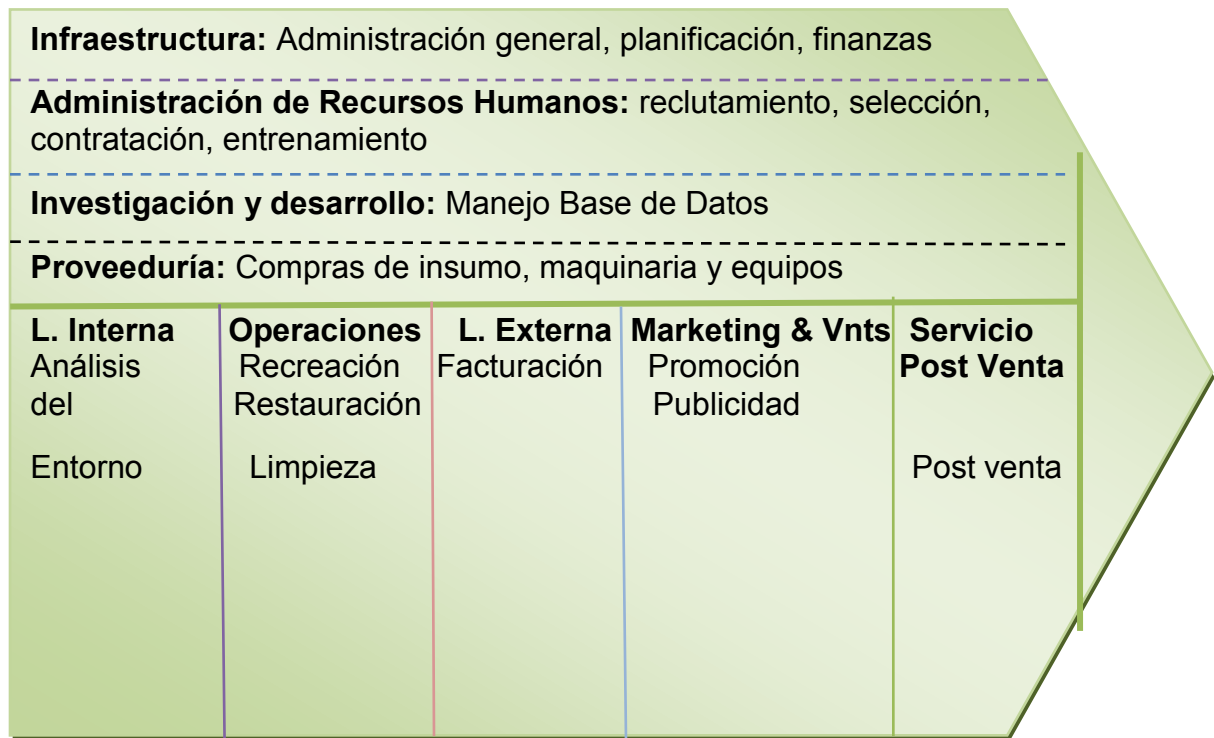 Infraestructura: Administración general, planificación, finanzas
Administración de Recursos Humanos: reclutamiento, selección,
contratación, entrenamiento
Investigación y desarrollo: Manejo Base de Datos
Proveeduría: Compras de insumo, maquinaria y equipos
L. Interna
Análisis
del
Entorno
Operaciones
Recreación
Restauración
Limpieza
L. Externa
Facturación
Marketing & Vnts
Promoción
Publicidad
Servicio
Post Venta
Post venta